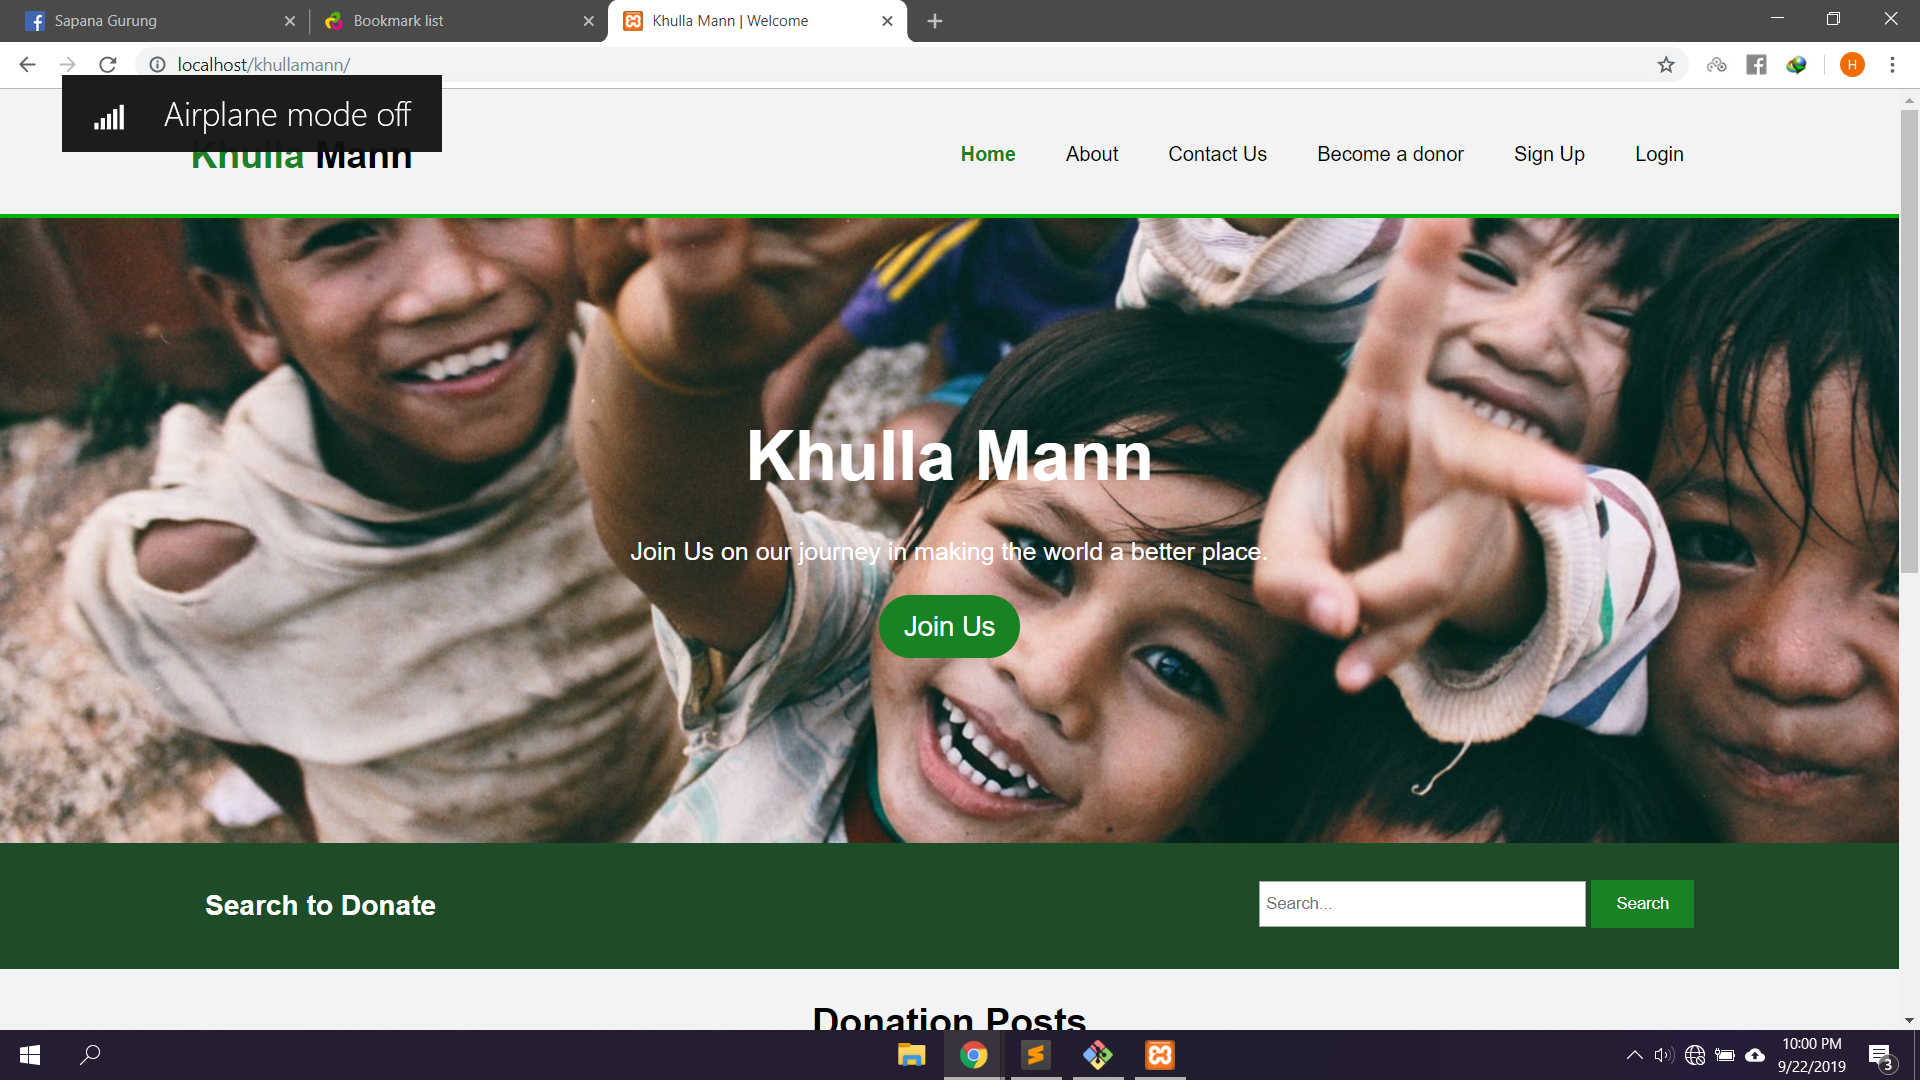 Sapana Gurung
Bookmark list
Khulla Mann | Welcome
localhost/khullamann/
H
Airplane mode off
Khulla Mann
Home
About
Contact Us
Become a donor
Sign Up
Login
Khulla Mann
Join Us on our journey in making the world a better place.
Join Us
Search to Donate
Search...
Search
Donation Posts
10:00 PM
9/22/2019
3